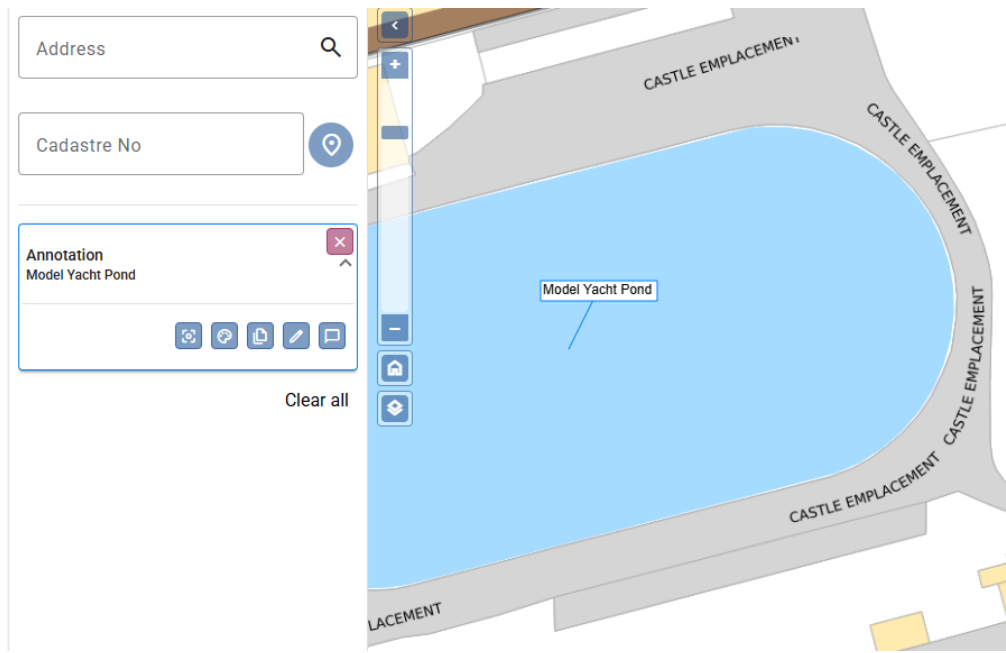 Address
Cadastre No
Annotation
Model Yacht Pond
Clear all
CASTLE EMPLACEMENT
CASTLE EMPLACEMENT
Model Yacht Pond
CASTLE EMPLACEMENT
CASTLE EMPLACEMENT
LACEMENT